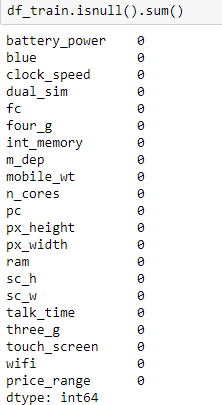 df_train.isnull().sum()
battery_power 0
blue 0
clock_speed 0
dual_sim 0
fc 0
four_g 0
int_memory 0
m_dep 0
mobile_wt 0
n_cores 0
pc 0
px_height 0
px_width 0
ram 0
sc_h 0
sc_w 0
talk_time 0
three_g 0
touch_screen 0
wifi 0
price_range 0
dtype: int64